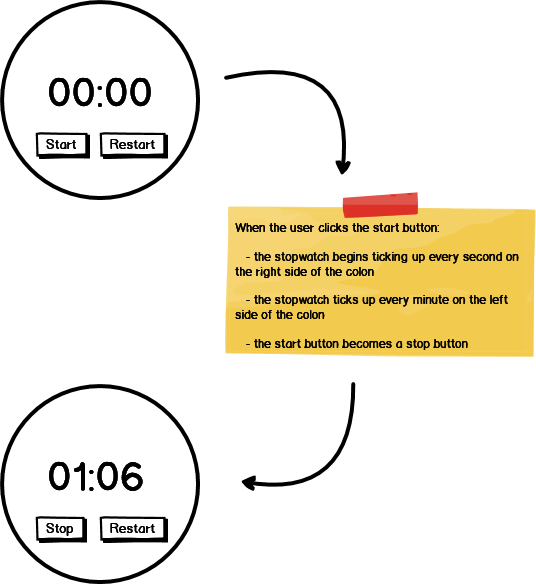 00:00
Start Restart
When the user clicks the start button:
- the stopwatch begins ticking up every second on
the right side of the colon
- the stopwatch ticks up every minute on the left
side of the colon
- the start button becomes a stop button
01:06
Stop Restart